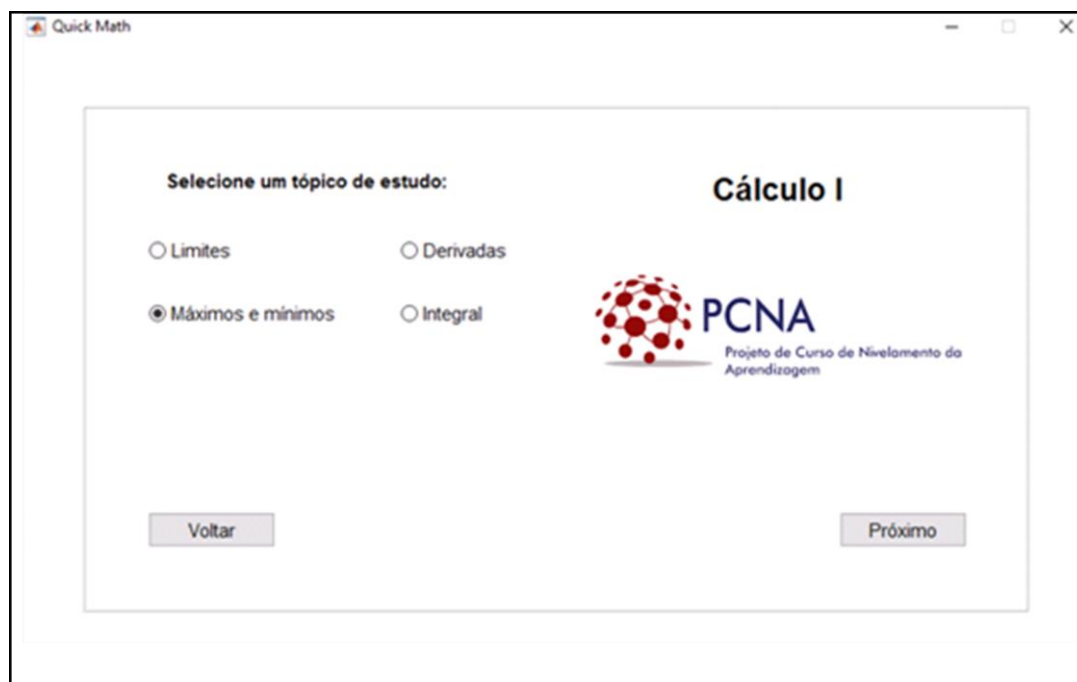 Quick Math
Selecione um tópico de estudo:
Cálculo I
Limites
Derivadas
Máximos e mínimos
Integral
PCNA
Projeto de Curso de Nivelamento da
Aprendizagem
Voltar
Próximo